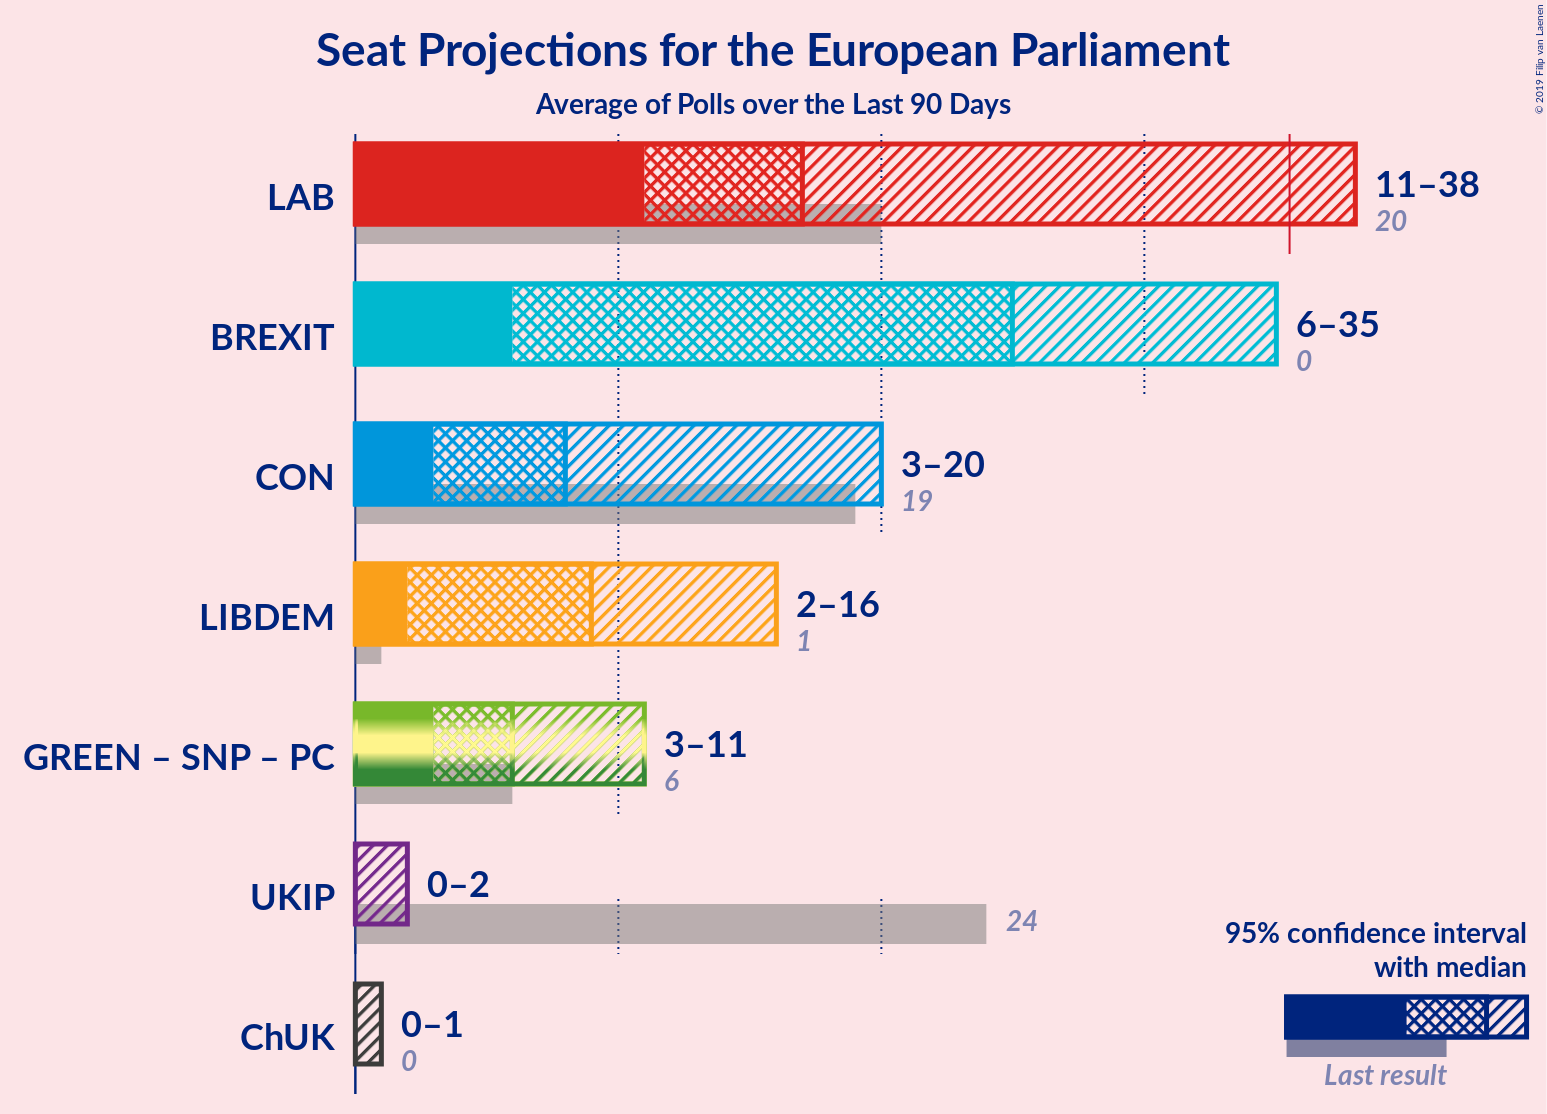 Seat Projections for the European Parliament
Average of Polls over the Last 90 Days
© 2019 Filip van Laenen
LAB
11–38
20
BREXIT
6–35
0
CON
3–20
19
LIBDEM
2–16
1
GREEN – SNP – PC
3–11
6
UKIP
0–2
24
ChUK
0–1
0
95% confidence interval
with median
Last result